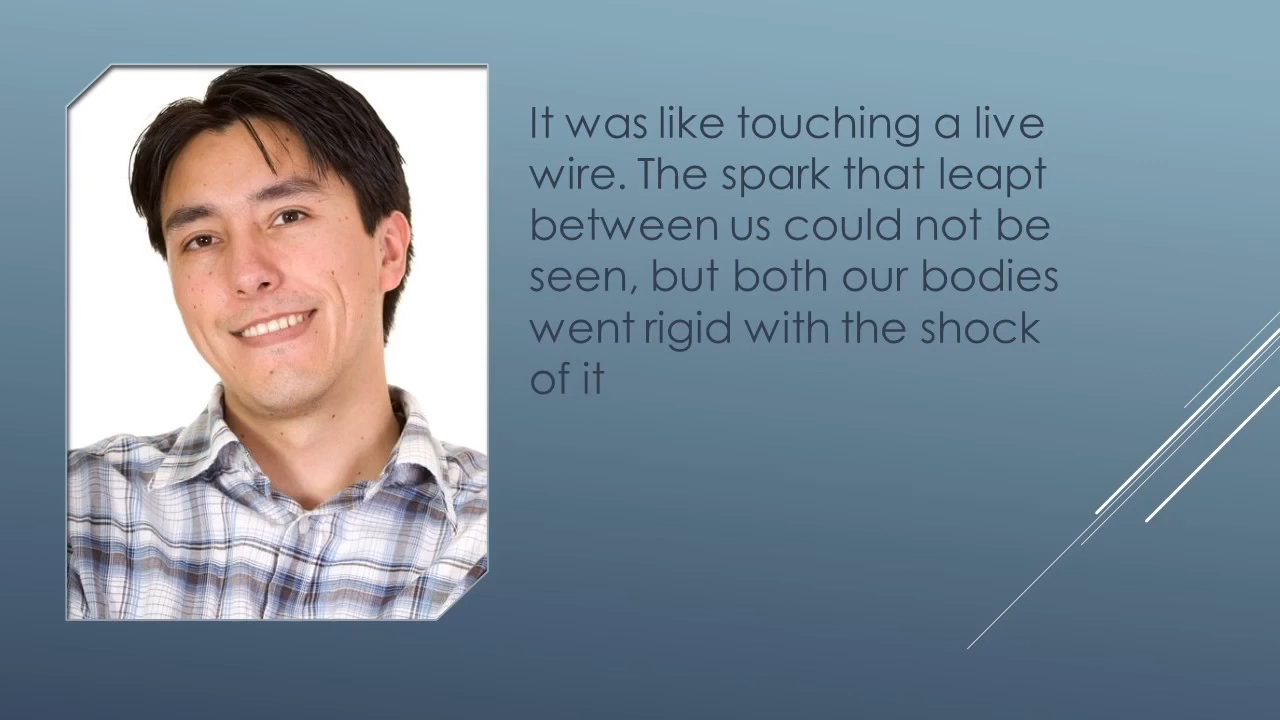 It was like touching a live
wire. The spark that leapt
between us could not be
seen, but both our bodies
went rigid with the shock
of it